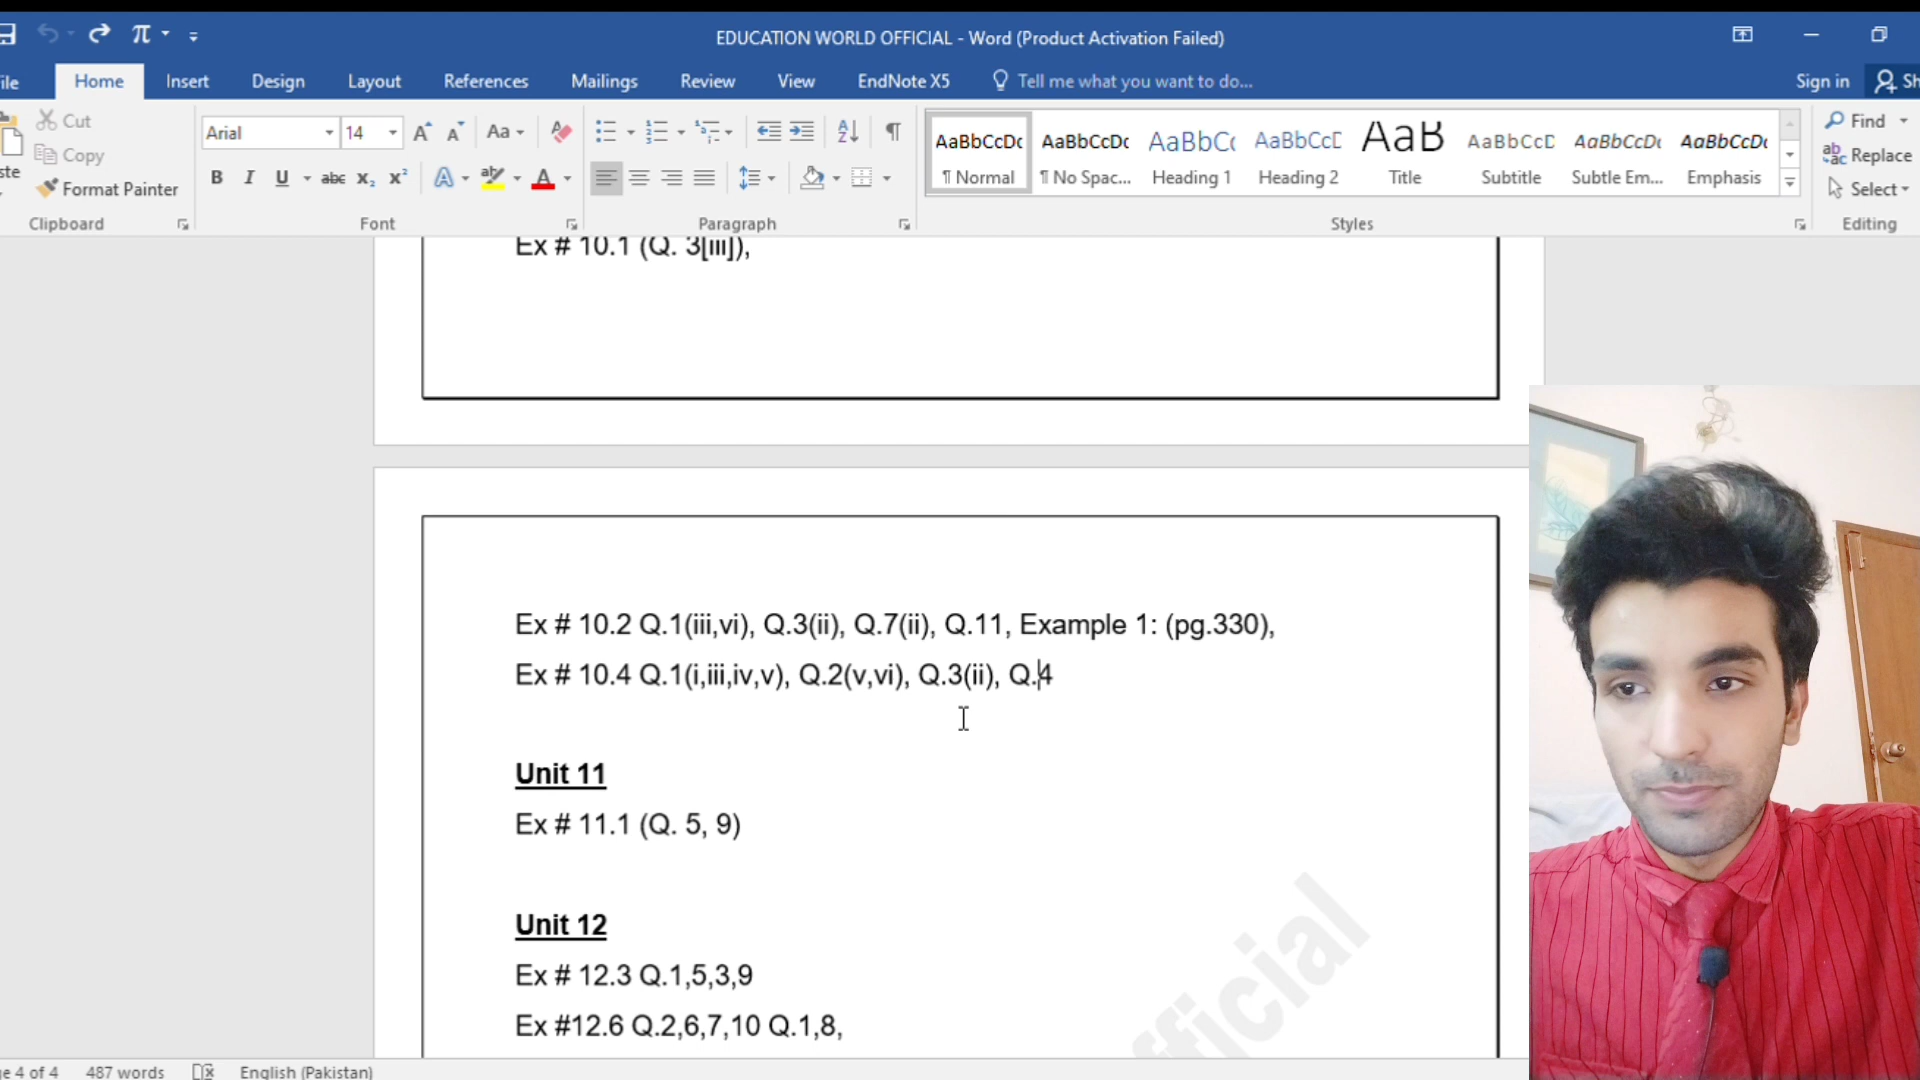 EDUCATION WORLD OFFICIAL - Word (Product Activation Failed)
Home Insert Design Layout References Mailings Review View EndNote X5 Tell me what you want to do... Sign in
Cut
Copy
Format Painter
Clipboard
Arial 14
Font
Paragraph
AaBbCcDc AaBbCcDc AaBbCc AaBbCcC AaB AaBbCcD AaBbCcDc AaBbCcDc
¶ Normal ¶ No Spac... Heading 1 Heading 2 Title Subtitle Subtle Em... Emphasis
Styles
Find
Replace
Select
Editing
Ex # 10.1 (Q. 3[iii]),
Ex # 10.2 Q.1(iii,vi), Q.3(ii), Q.7(ii), Q.11, Example 1: (pg.330),
Ex # 10.4 Q.1(i,iii,iv,v), Q.2(v,vi), Q.3(ii), Q.4
Unit 11
Ex # 11.1 (Q. 5, 9)
Unit 12
Ex # 12.3 Q.1,5,3,9
Ex #12.6 Q.2,6,7,10 Q.1,8,
4 of 4 487 words English (Pakistan)